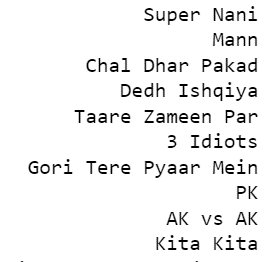 Super Nani
Mann
Chal Dhar Pakad
Dedh Ishqiya
Taare Zameen Par
3 Idiots
Gori Tere Pyaar Mein
PK
AK vs AK
Kita Kita